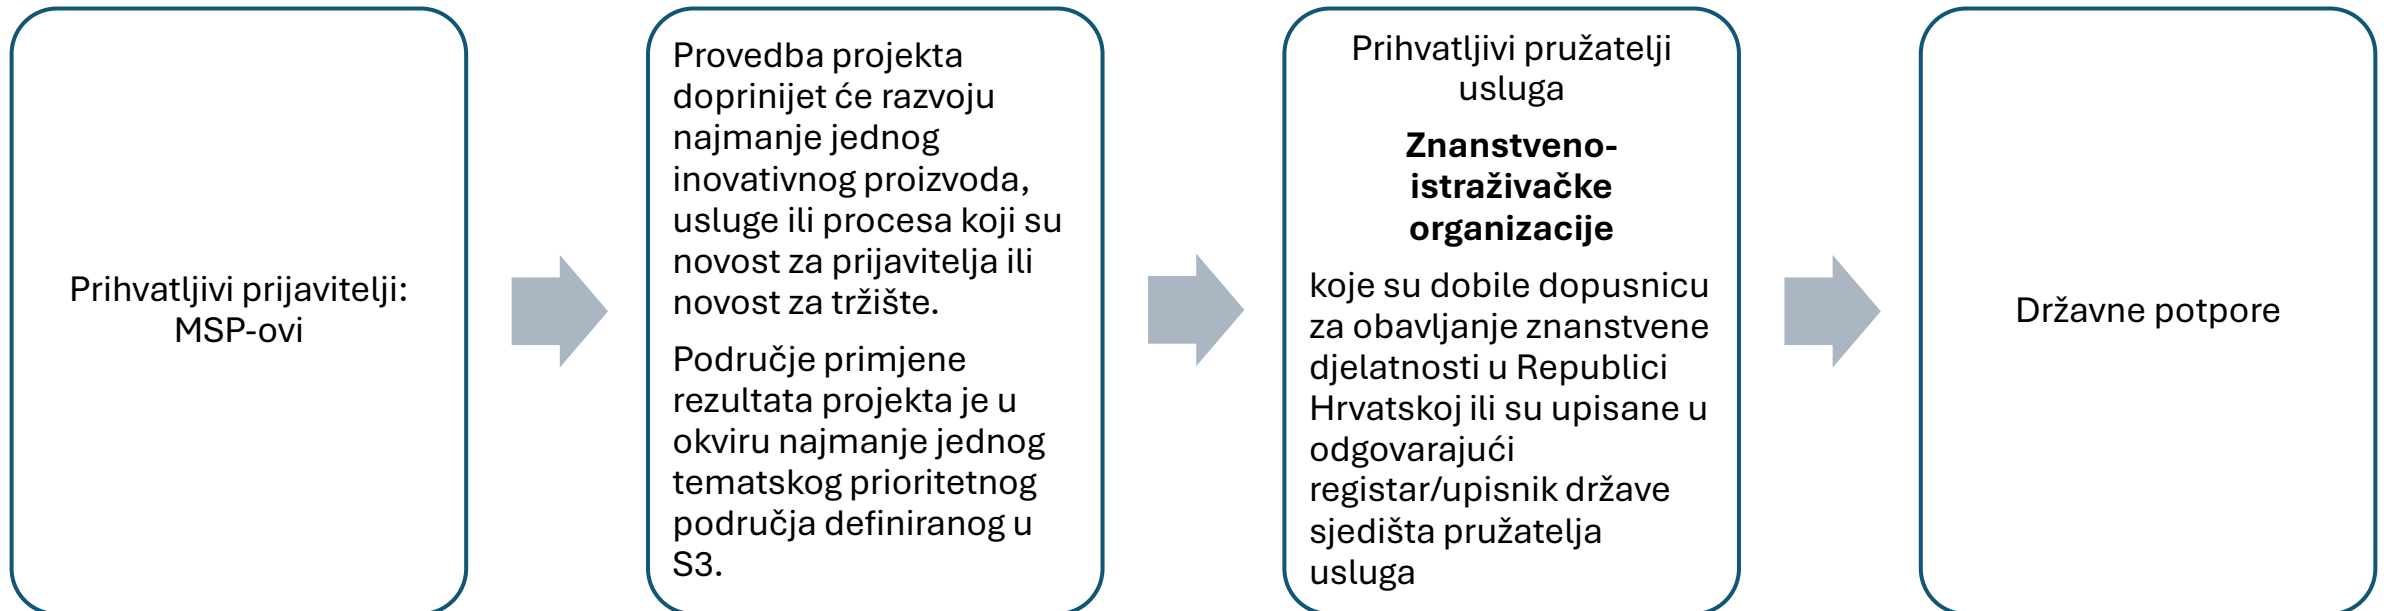 Prihvatljivi prijavitelji:
MSP-ovi
Provedba projekta
doprinijet će razvoju
najmanje jednog
inovativnog proizvoda,
usluge ili procesa koji su
novost za prijavitelja ili
novost za tržište.
Područje primjene
rezultata projekta je u
okviru najmanje jednog
tematskog prioritetnog
područja definiranog u
S3.
Prihvatljivi pružatelji
usluga
Znanstveno-
istraživačke
organizacije
koje su dobile dopusnicu
za obavljanje znanstvene
djelatnosti u Republici
Hrvatskoj ili su upisane u
odgovarajući
registar/upisnik države
sjedišta pružatelja
usluga
Državne potpore